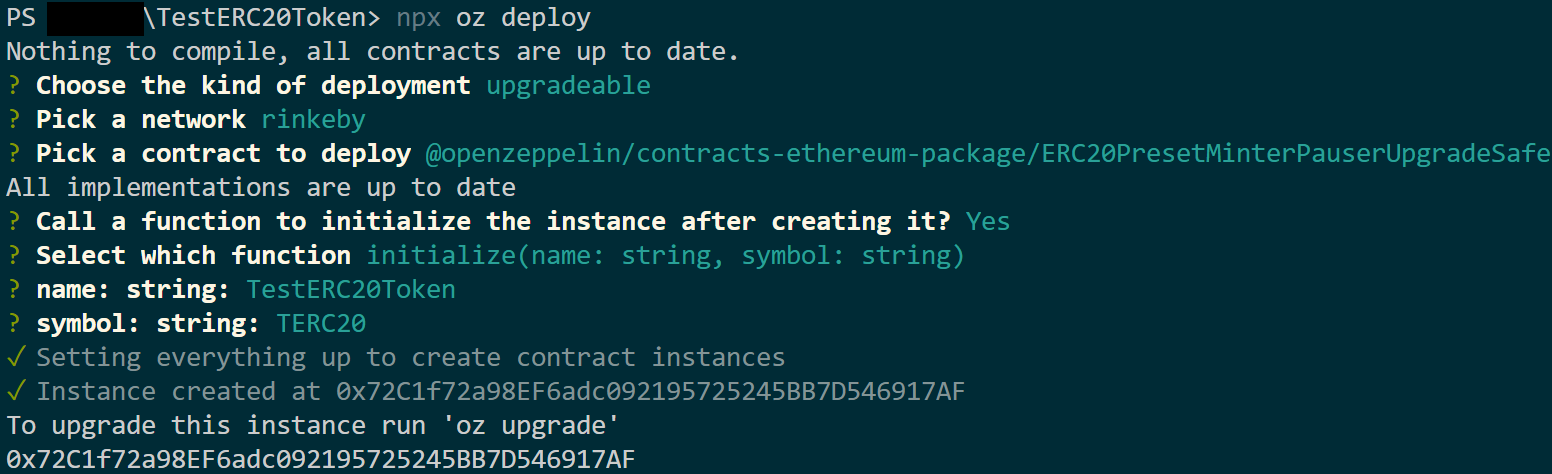 PS \TestERC20Token> npx oz deploy
Nothing to compile, all contracts are up to date.
? Choose the kind of deployment upgradeable
? Pick a network rinkeby
? Pick a contract to deploy @openzeppelin/contracts-ethereum-package/ERC20PresetMinterPauserUpgradeSafe
All implementations are up to date
? Call a function to initialize the instance after creating it? Yes
? Select which function initialize(name: string, symbol: string)
? name: string: TestERC20Token
? symbol: string: TERC20
✓ Setting everything up to create contract instances
✓ Instance created at 0x72C1f72a98EF6adc092195725245BB7D546917AF
To upgrade this instance run 'oz upgrade'
0x72C1f72a98EF6adc092195725245BB7D546917AF